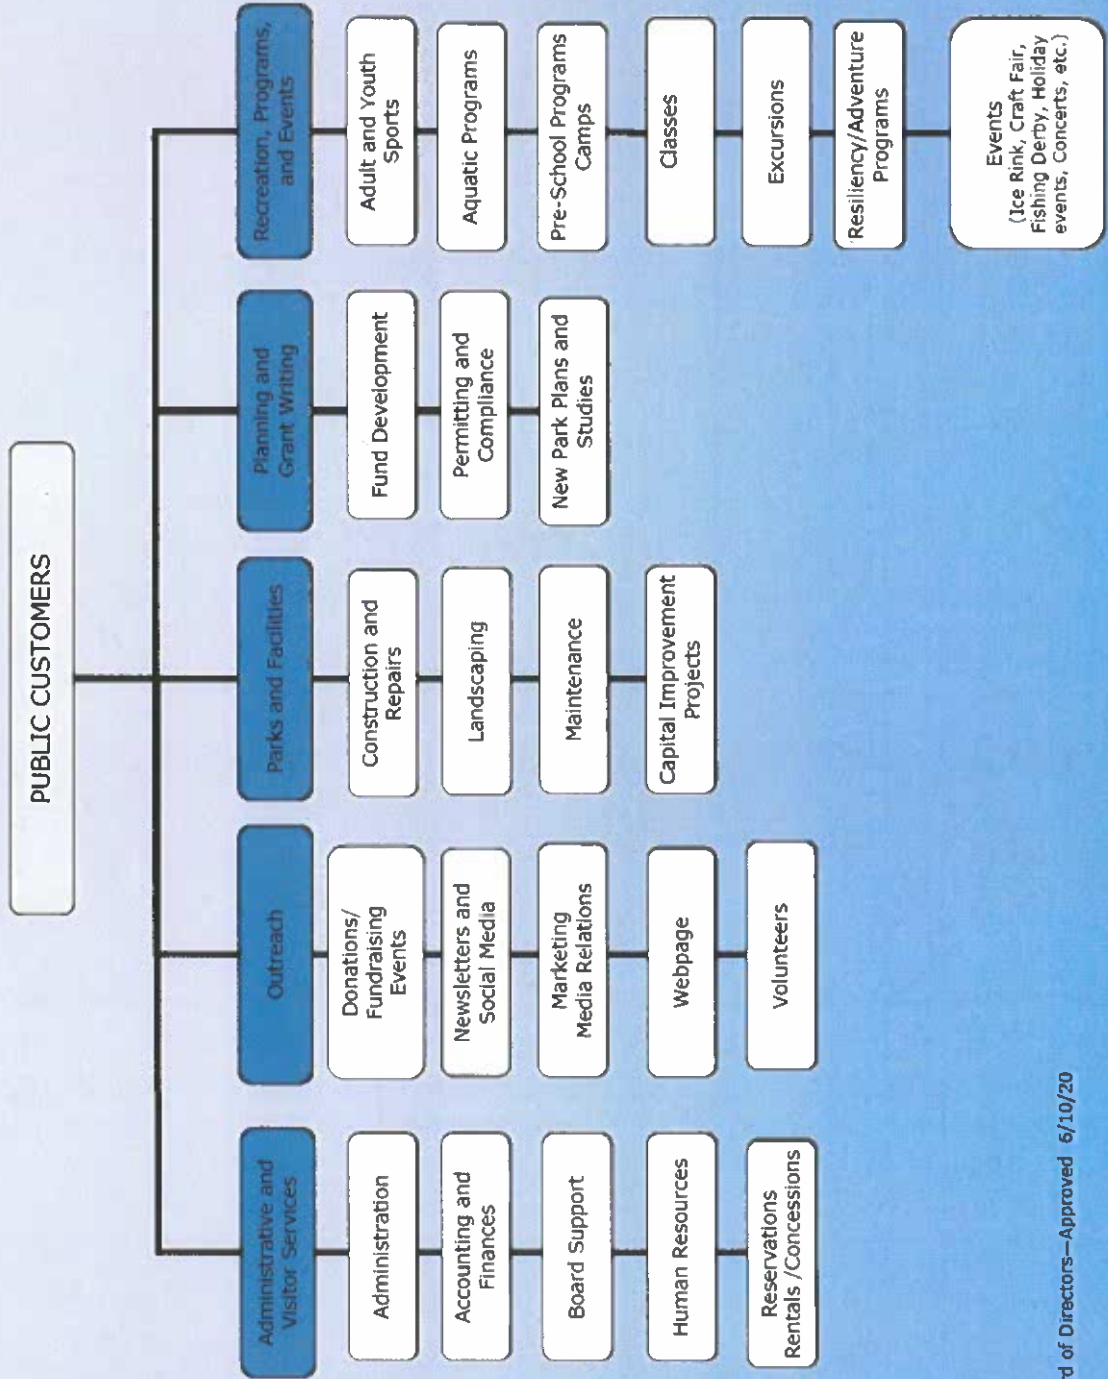 PUBLIC CUSTOMERS
Administrative and
Visitor Services
Administration
Accounting and
Finances
Board Support
Human Resources
Reservations
Rentals /Concessions
Outreach
Donations/
Fundraising
Events
Newsletters and
Social Media
Marketing
Media Relations
Webpage
Volunteers
Parks and Facilities
Construction and
Repairs
Landscaping
Maintenance
Capital Improvement
Projects
Planning and
Grant Writing
Fund Development
Permitting and
Compliance
New Park Plans and
Studies
Recreation, Programs,
and Events
Adult and Youth
Sports
Aquatic Programs
Pre-School Programs
Camps
Classes
Excursions
Resiliency/Adventure
Programs
Events
(Ice Rink, Craft Fair,
Fishing Derby, Holiday
events, Concerts, etc.)
rd of Directors—Approved 6/10/20